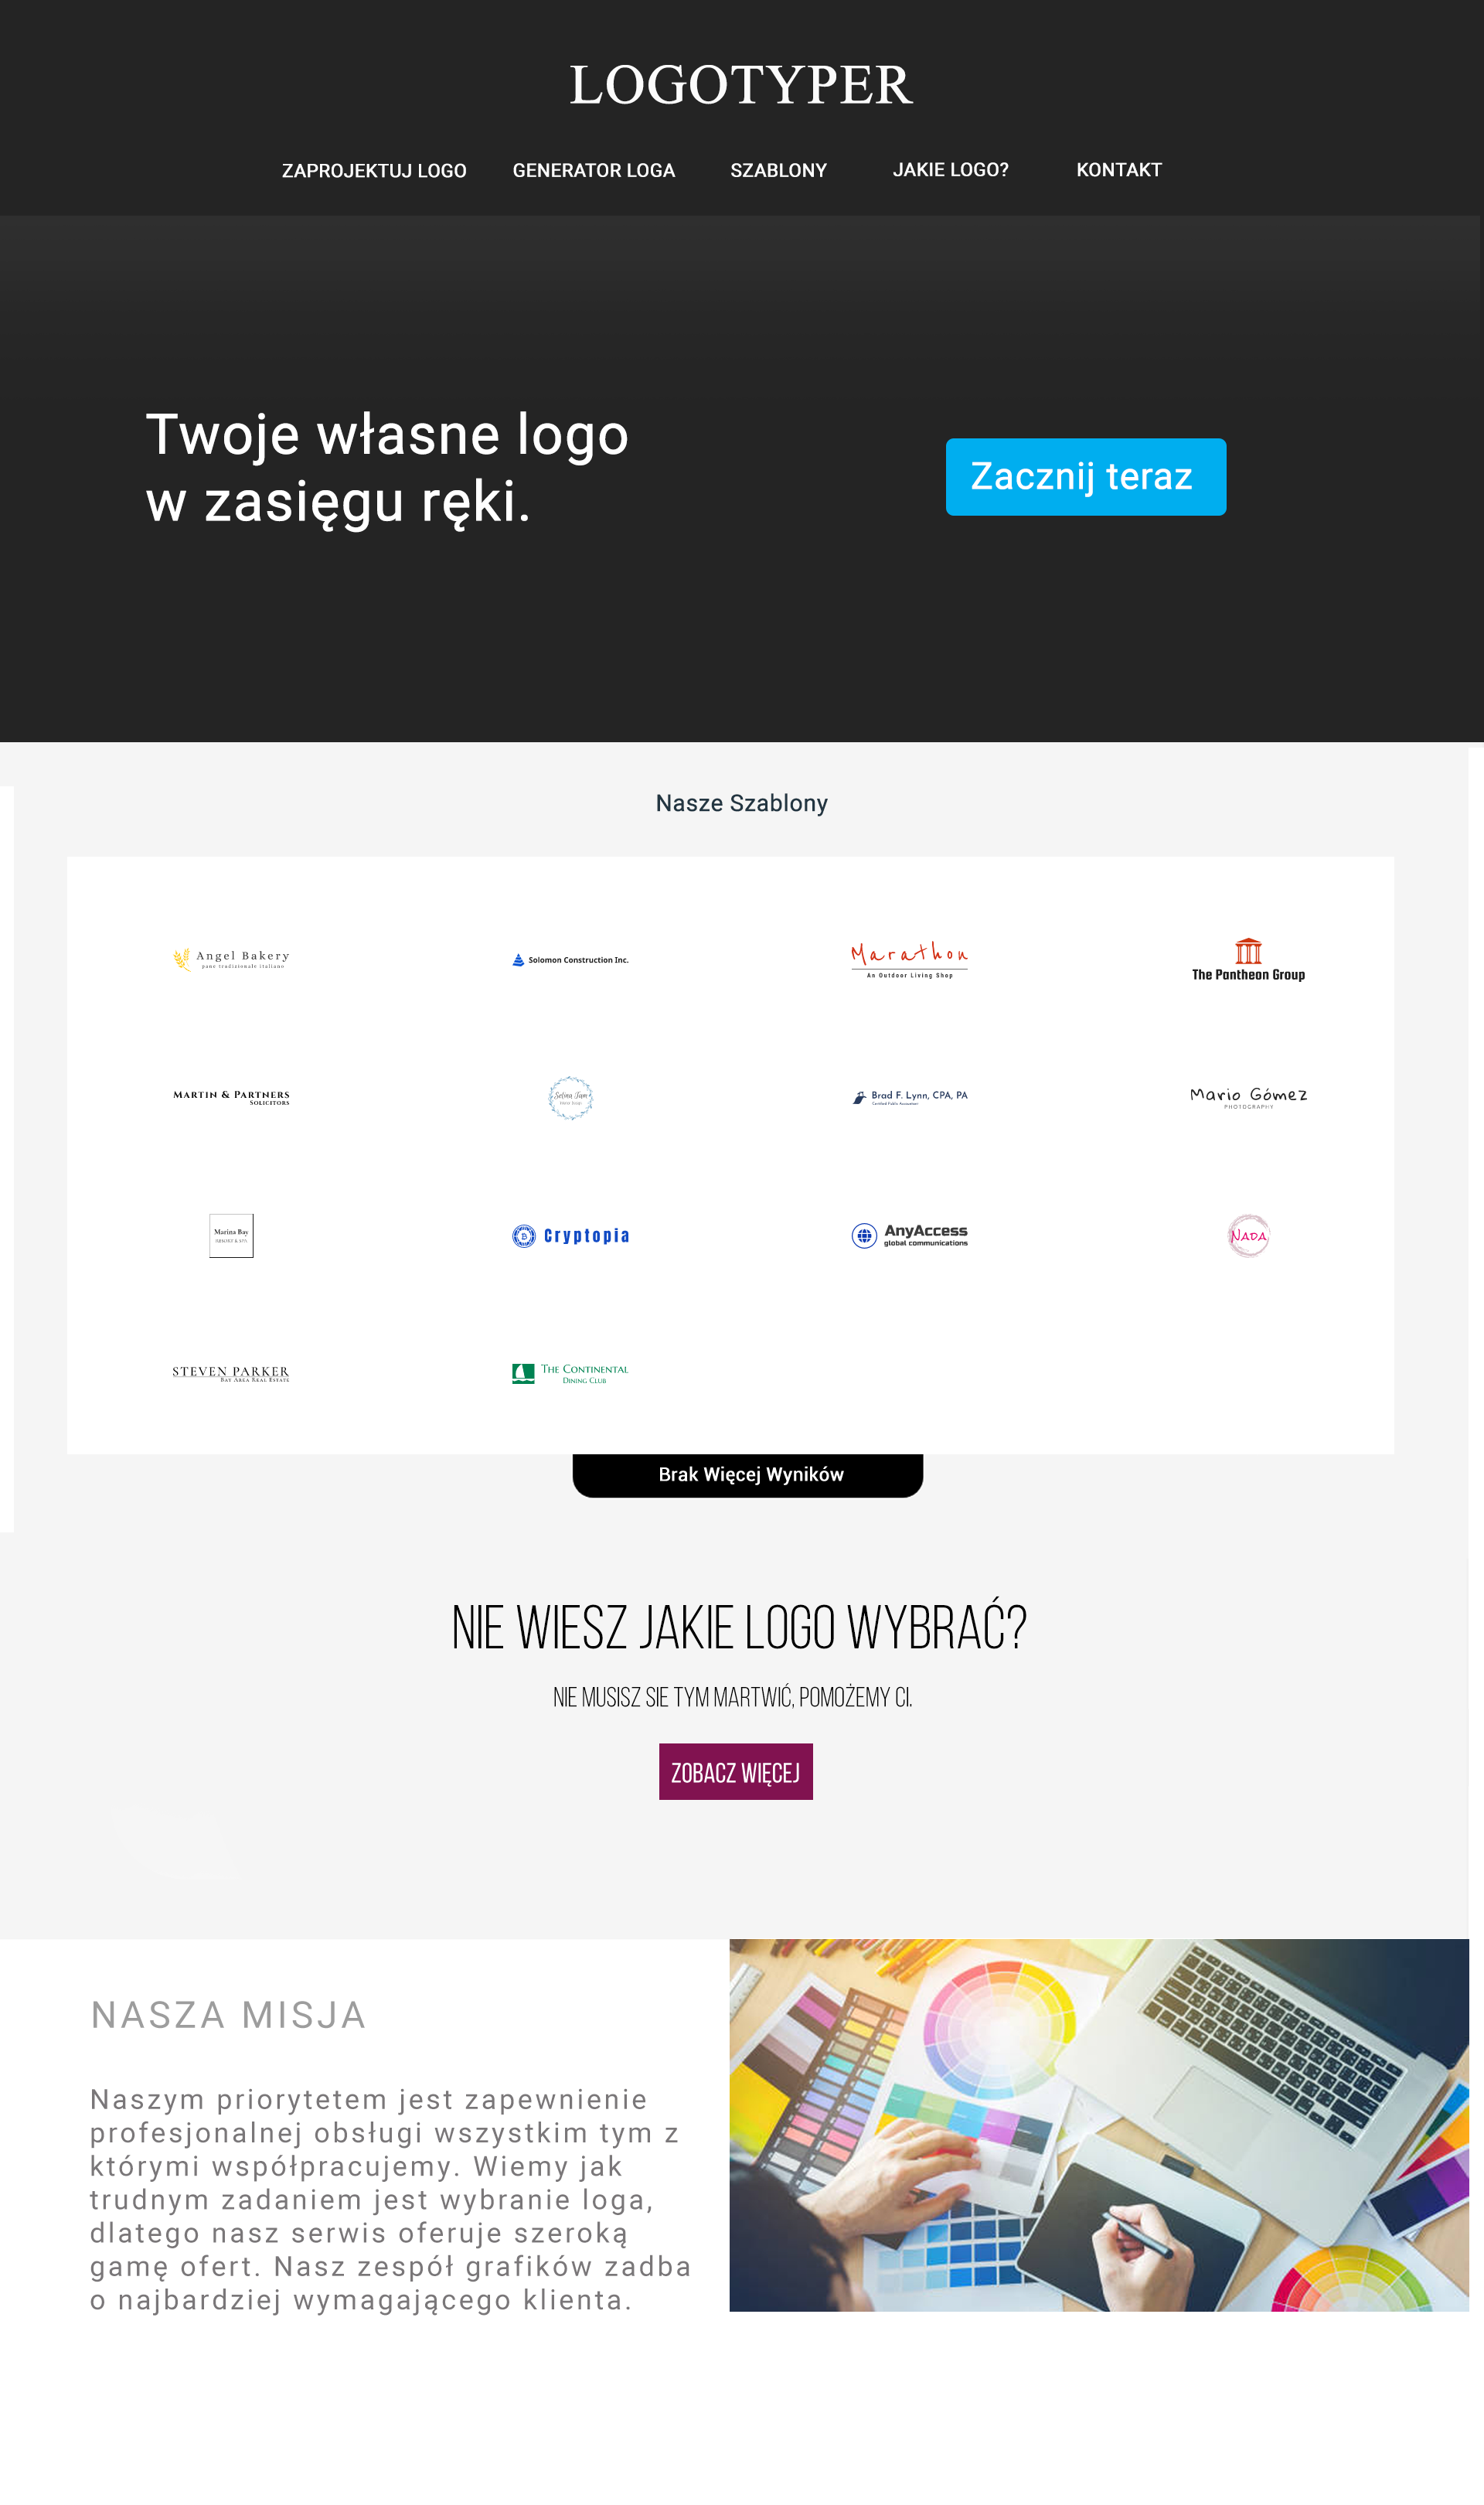 LOGOTYPER
ZAPROJEKTUJ LOGO GENERATOR LOGA SZABLONY JAKIE LOGO? KONTAKT
Twoje własne logo
w zasięgu ręki.
Zacznij teraz
Nasze Szablony
Angel Bakery
pane tradizionale italiano
Solomon Construction Inc.
Marathon
An Outdoor Living Shop
The Pantheon Group
MARTIN & PARTNERS
SOLICITORS
Selina Jam
Brad F. Lynn, CPA, PA
Certified Public Accountant
Mario Gómez
PHOTOGRAPHY
Marina Bay
RESORT & SPA
Cryptopia
AnyAccess
global communications
NADA
STEVEN PARKER
BAY AREA REAL ESTATE
THE CONTINENTAL
DINING CLUB
Brak Więcej Wyników
NIE WIESZ JAKIE LOGO WYBRAĆ?
NIE MUSISZ SIE TYM MARTWIĆ, POMOŻEMY CI.
ZOBACZ WIĘCEJ
NASZA MISJA
Naszym priorytetem jest zapewnienie
profesjonalnej obsługi wszystkim tym z
którymi współpracujemy. Wiemy jak
trudnym zadaniem jest wybranie loga,
dlatego nasz serwis oferuje szeroką
gamę ofert. Nasz zespół grafików zadba
o najbardziej wymagającego klienta.